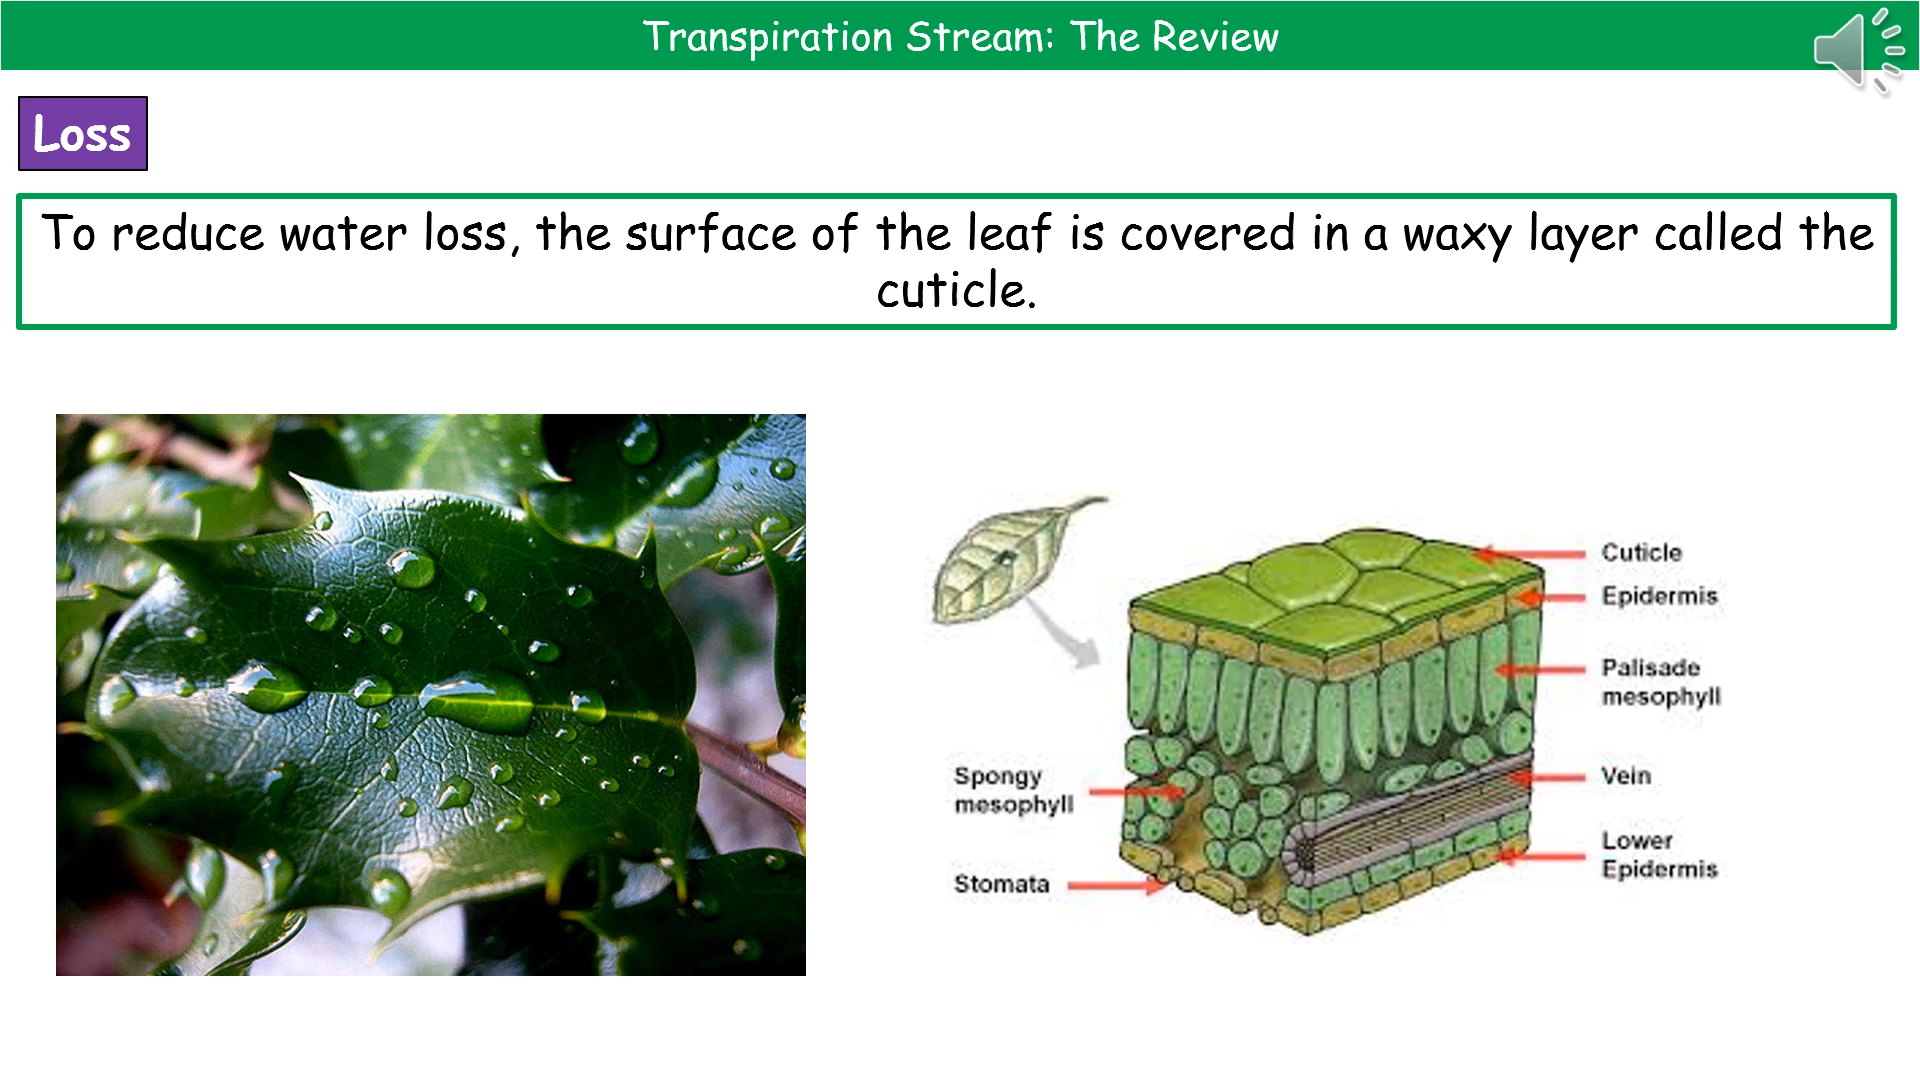 Transpiration Stream: The Review
Loss
To reduce water loss, the surface of the leaf is covered in a waxy layer called the
cuticle.
Cuticle
Epidermis
Palisade
mesophyll
Spongy
mesophyll
Vein
Lower
Epidermis
Stomata